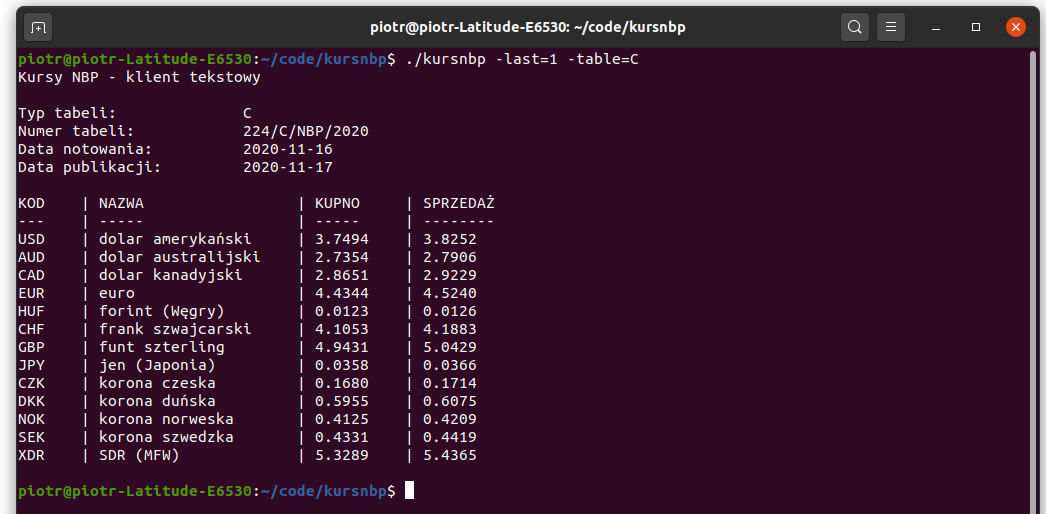 piotr@piotr-Latitude-E6530: ~/code/kursnbp
piotr@piotr-Latitude-E6530:~/code/kursnbp$ ./kursnbp -last=1 -table=C
Kursy NBP - klient tekstowy
Typ tabeli: C
Numer tabeli: 224/C/NBP/2020
Data notowania: 2020-11-16
Data publikacji: 2020-11-17
KOD | NAZWA | KUPNO | SPRZEDAŻ
--- | ----- | ----- | --------
USD | dolar amerykański | 3.7494 | 3.8252
AUD | dolar australijski | 2.7354 | 2.7906
CAD | dolar kanadyjski | 2.8651 | 2.9229
EUR | euro | 4.4344 | 4.5240
HUF | forint (Węgry) | 0.0123 | 0.0126
CHF | frank szwajcarski | 4.1053 | 4.1883
GBP | funt szterling | 4.9431 | 5.0429
JPY | jen (Japonia) | 0.0358 | 0.0366
CZK | korona czeska | 0.1680 | 0.1714
DKK | korona duńska | 0.5955 | 0.6075
NOK | korona norweska | 0.4125 | 0.4209
SEK | korona szwedzka | 0.4331 | 0.4419
XDR | SDR (MFW) | 5.3289 | 5.4365
piotr@piotr-Latitude-E6530:~/code/kursnbp$